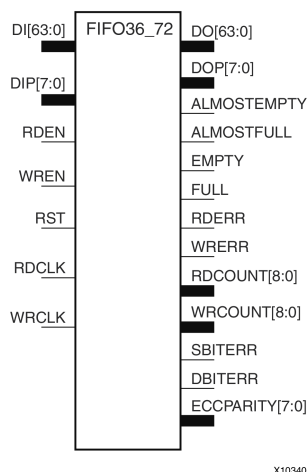 FIFO36_72
DI[63:0]
DIP[7:0]
RDEN
WREN
RST
RDCLK
WRCLK
DO[63:0]
DOP[7:0]
ALMOSTEMPTY
ALMOSTFULL
EMPTY
FULL
RDERR
WRERR
RDCOUNT[8:0]
WRCOUNT[8:0]
SBITERR
DBITERR
ECCPARITY[7:0]
X10340